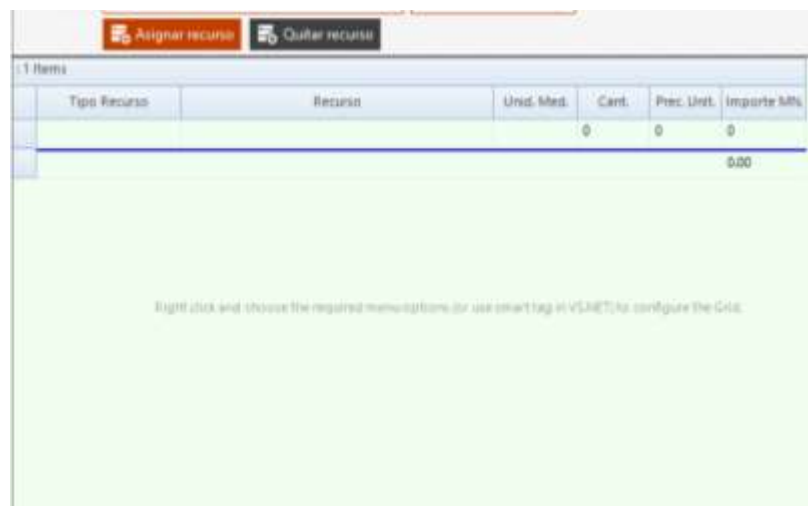 Asignar recurso Quitar recurso
1 Items
Tipo Recurso Recurso Unid. Med. Cant. Prec. Unit. Importe MN.
0 0 0
0.00
Right click and choose the required menu options (or use smart tag in VS.NET) to configure the Grid.